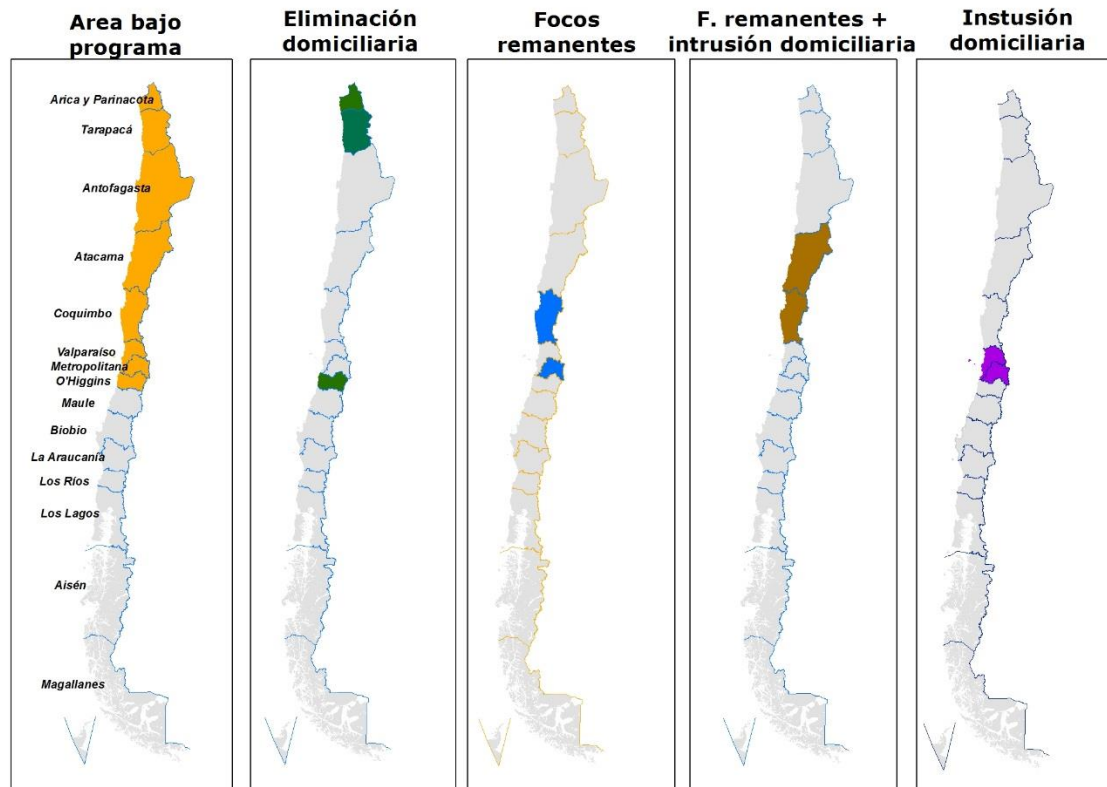 Area bajo
programa
Eliminación
domiciliaria
Focos
remanentes
F. remanentes +
intrusión domiciliaria
Instusión
domiciliaria
Arica y Parinacota
Tarapacá
Antofagasta
Atacama
Coquimbo
Valparaíso
Metropolitana
O'Higgins
Maule
Biobio
La Araucanía
Los Ríos
Los Lagos
Aisén
Magallanes